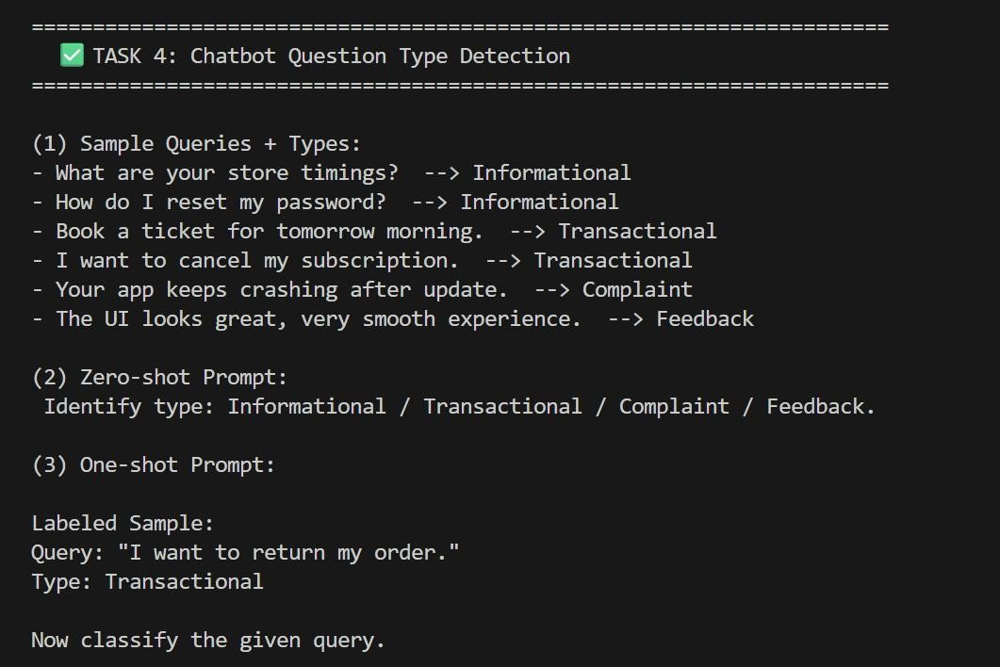 ======================================================================
✅ TASK 4: Chatbot Question Type Detection
======================================================================
(1) Sample Queries + Types:
- What are your store timings?  --> Informational
- How do I reset my password?  --> Informational
- Book a ticket for tomorrow morning.  --> Transactional
- I want to cancel my subscription.  --> Transactional
- Your app keeps crashing after update.  --> Complaint
- The UI looks great, very smooth experience.  --> Feedback
(2) Zero-shot Prompt:
Identify type: Informational / Transactional / Complaint / Feedback.
(3) One-shot Prompt:
Labeled Sample:
Query: "I want to return my order."
Type: Transactional
Now classify the given query.